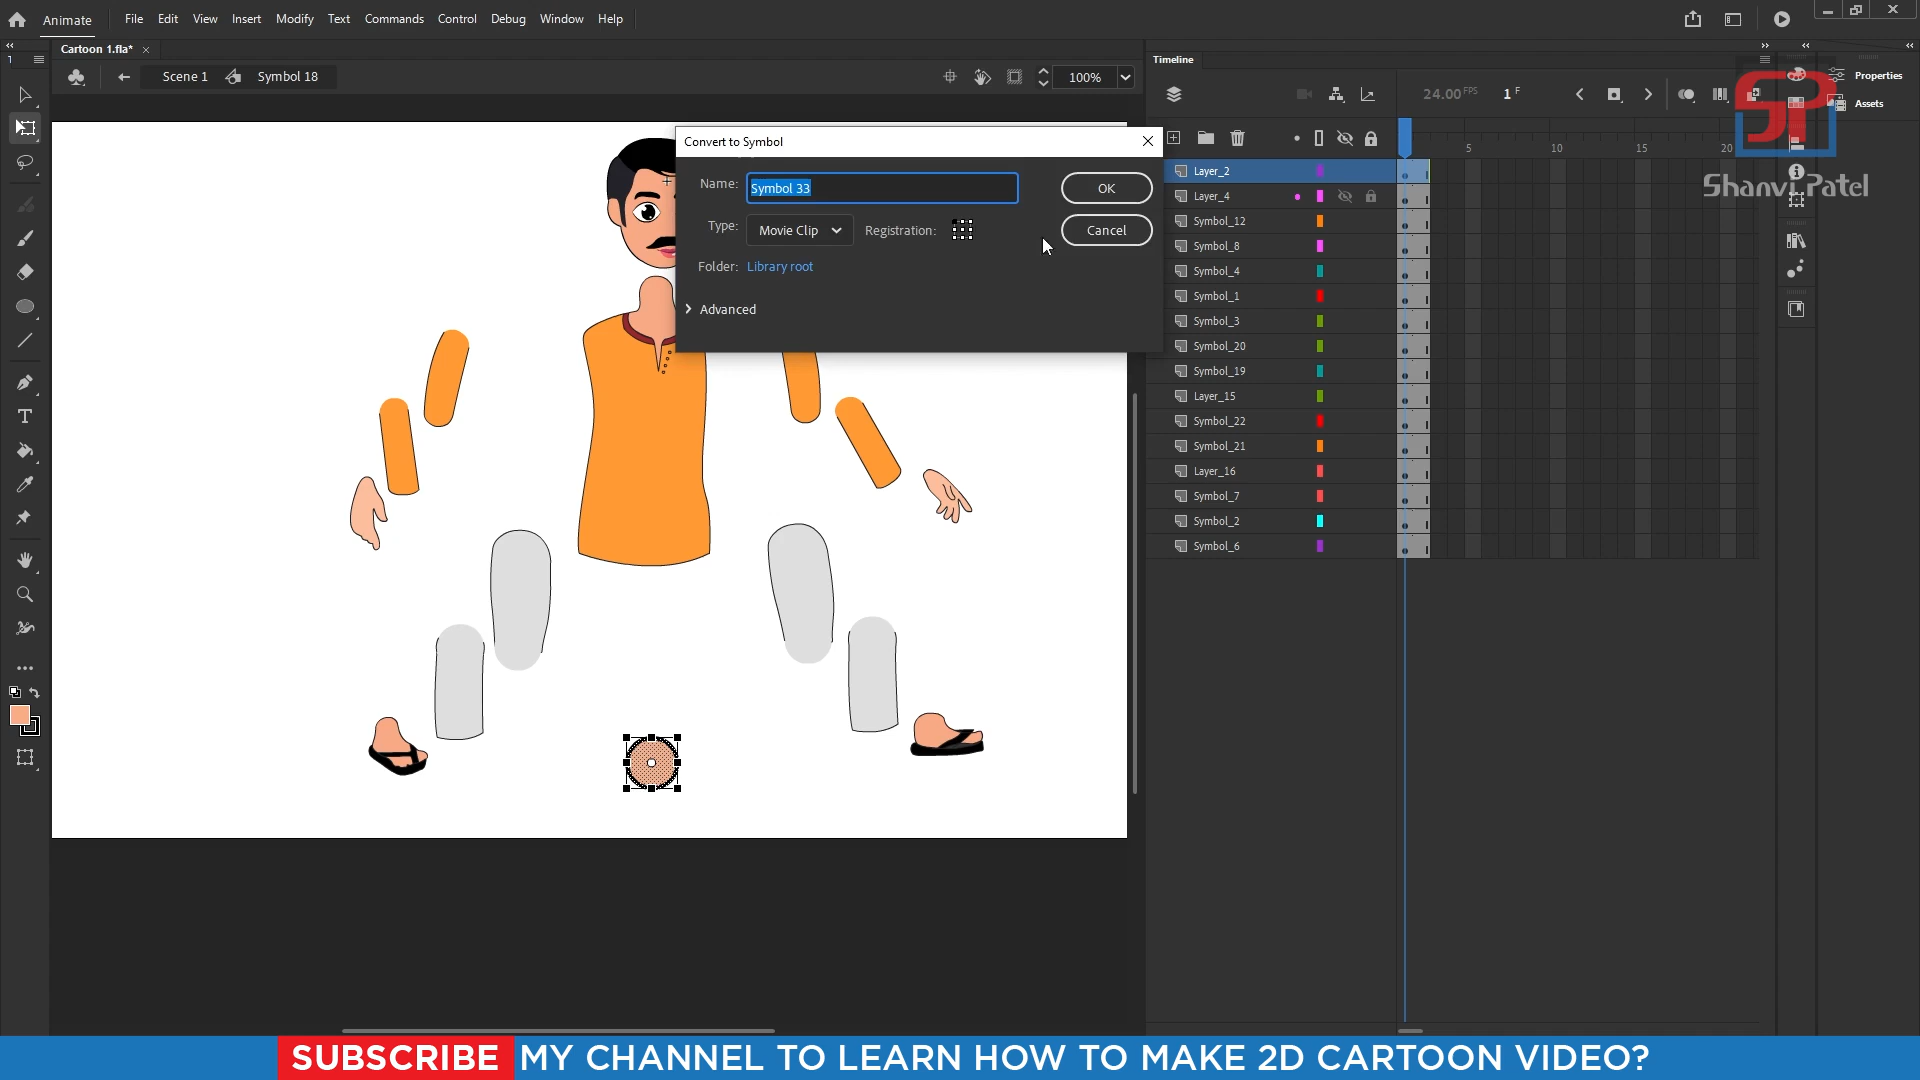 Animate
File Edit View Insert Modify Text Commands Control Debug Window Help
Cartoon 1.fla*
Scene 1
Symbol 18
100%
Convert to Symbol
Name: Symbol 33
OK
Type: Movie Clip
Registration:
Cancel
Folder: Library root
Advanced
Timeline
24.00 FPS
1 F
5
10
15
20
Layer_2
Layer_4
Symbol_12
Symbol_8
Symbol_4
Symbol_1
Symbol_3
Symbol_20
Symbol_19
Layer_15
Symbol_22
Symbol_21
Layer_16
Symbol_7
Symbol_2
Symbol_6
Properties
Assets
SP
Shanvi Patel
SUBSCRIBE MY CHANNEL TO LEARN HOW TO MAKE 2D CARTOON VIDEO?